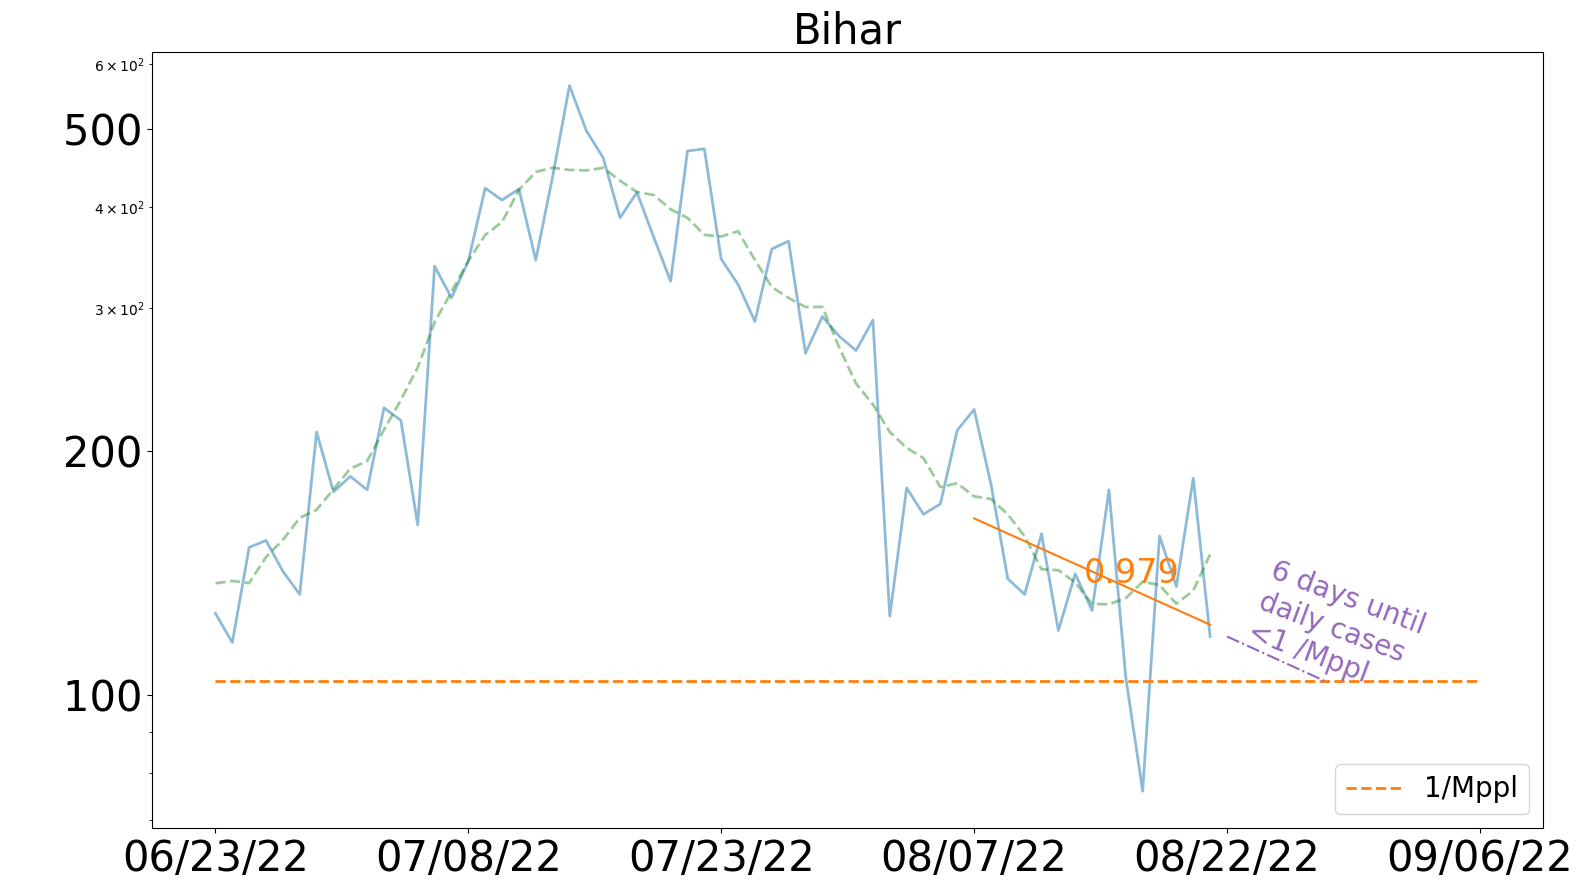 Bihar
6 × 10²
500
4 × 10²
3 × 10²
200
100
0.979
6 days until
daily cases
<1 /Mppl
1/Mppl
06/23/22
07/08/22
07/23/22
08/07/22
08/22/22
09/06/22